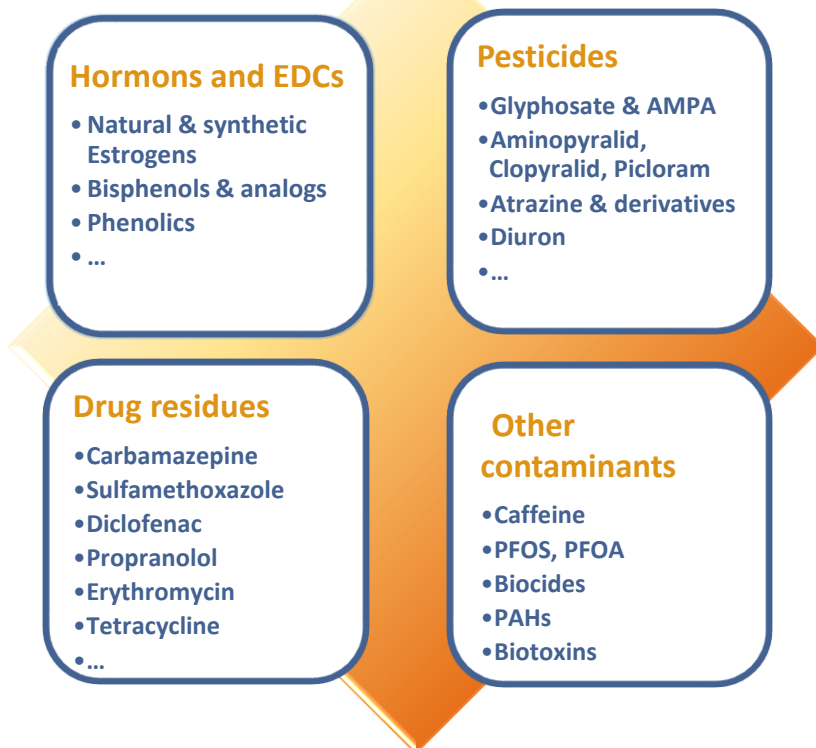 Hormons and EDCs
• Natural & synthetic
Estrogens
• Bisphenols & analogs
• Phenolics
• ...
Pesticides
•Glyphosate & AMPA
•Aminopyralid,
Clopyralid, Picloram
•Atrazine & derivatives
•Diuron
•...
Drug residues
•Carbamazepine
•Sulfamethoxazole
•Diclofenac
•Propranolol
•Erythromycin
•Tetracycline
•...
Other
contaminants
•Caffeine
•PFOS, PFOA
•Biocides
•PAHs
•Biotoxins